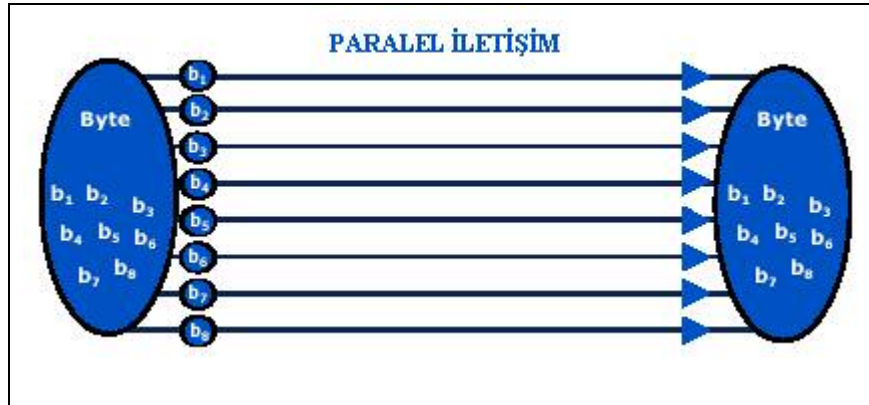 PARALEL İLETİŞİM
b₁
b₂
b₃
b₄
b₅
b₆
b₇
b₈
Byte
b₁ b₂ b₃
b₄ b₅ b₆
b₇ b₈
Byte
b₁ b₂ b₃
b₄ b₅ b₆
b₇ b₈